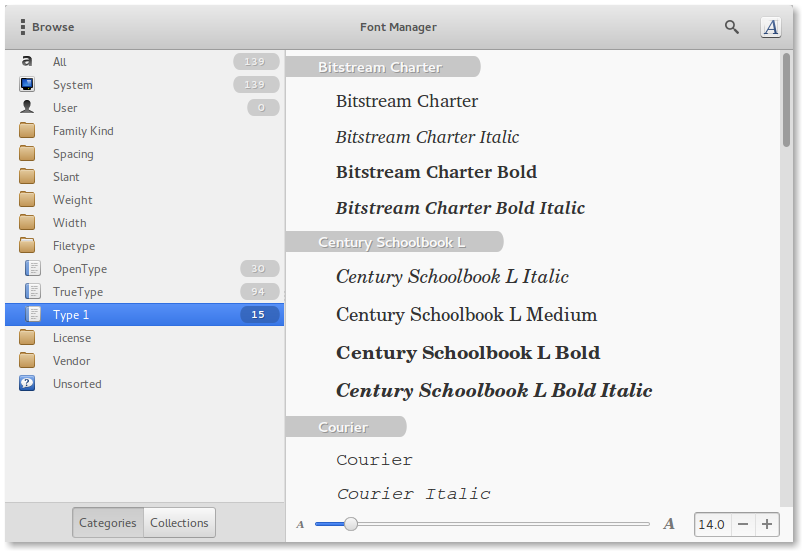 Browse
Font Manager
A
a
All
139
System
139
User
0
Family Kind
Spacing
Slant
Weight
Width
Filetype
OpenType
30
TrueType
94
Type 1
15
License
Vendor
?
Unsorted
Categories
Collections
Bitstream Charter
Bitstream Charter
Bitstream Charter Italic
Bitstream Charter Bold
Bitstream Charter Bold Italic
Century Schoolbook L
Century Schoolbook L Italic
Century Schoolbook L Medium
Century Schoolbook L Bold
Century Schoolbook L Bold Italic
Courier
Courier
Courier Italic
A
A
14.0